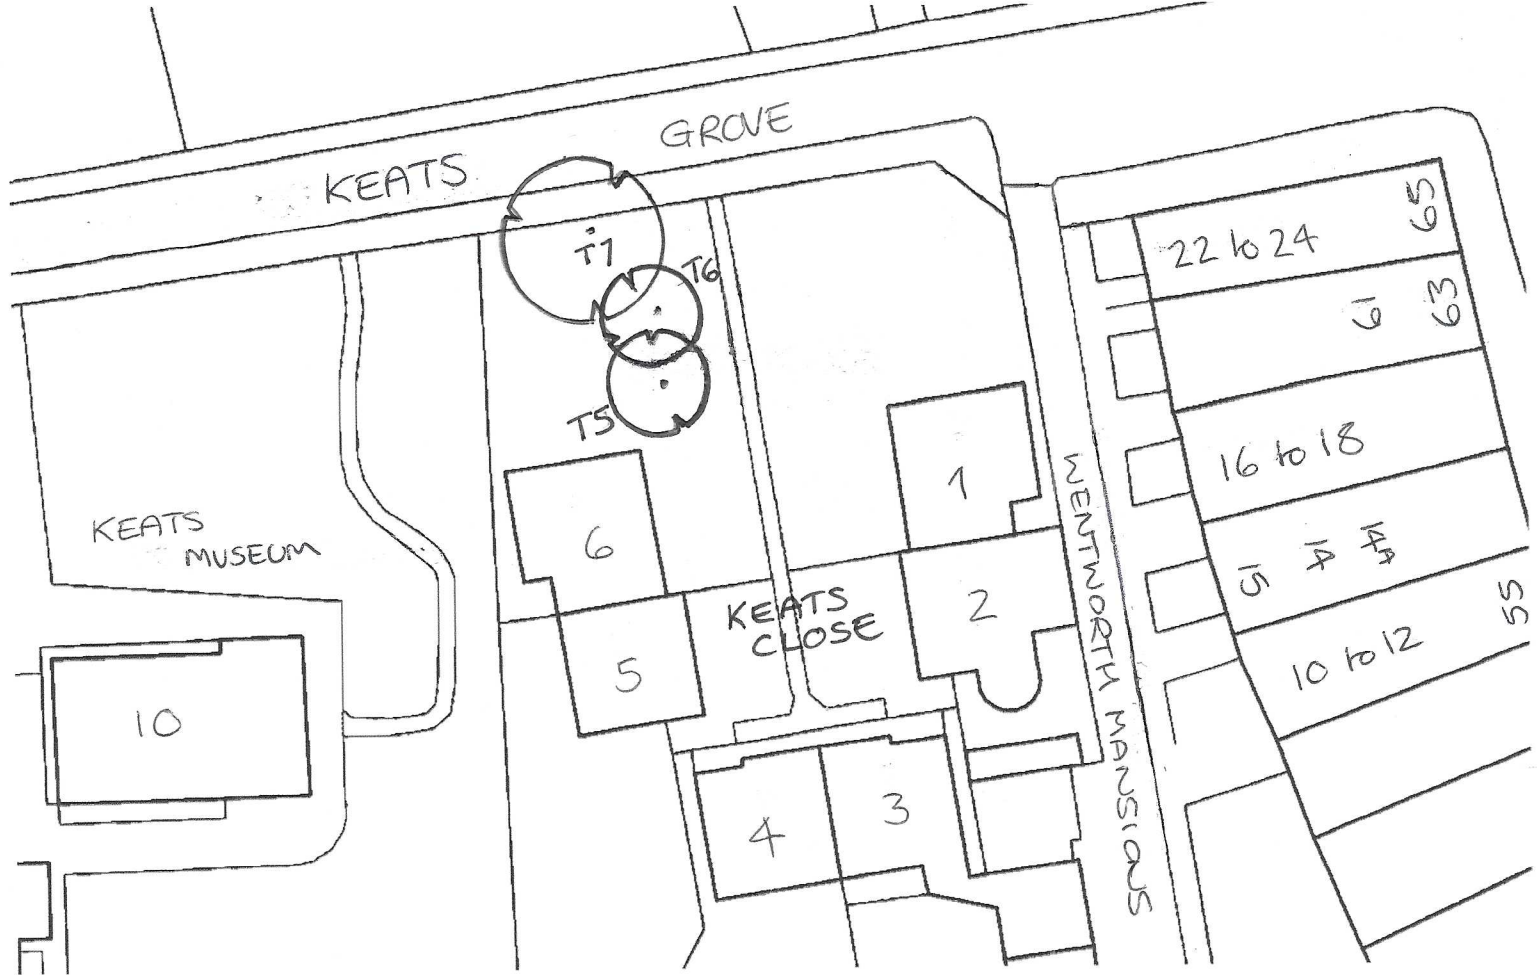 KEATS GROVE
T7
T6
T5
22 to 24
65
61
63
16 to 18
15
14
14A
10 to 12
55
1
2
3
4
5
6
KEATS
MUSEUM
10
KEATS
CLOSE
WENTWORTH MANSIONS